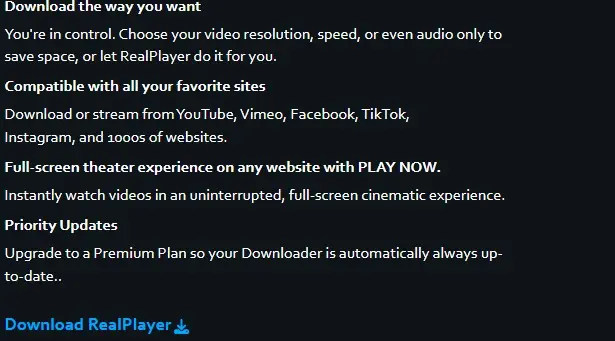 Download the way you want
You're in control. Choose your video resolution, speed, or even audio only to
save space, or let RealPlayer do it for you.
Compatible with all your favorite sites
Download or stream from YouTube, Vimeo, Facebook, TikTok,
Instagram, and 1000s of websites.
Full-screen theater experience on any website with PLAY NOW.
Instantly watch videos in an uninterrupted, full-screen cinematic experience.
Priority Updates
Upgrade to a Premium Plan so your Downloader is automatically always up-
to-date..
Download RealPlayer